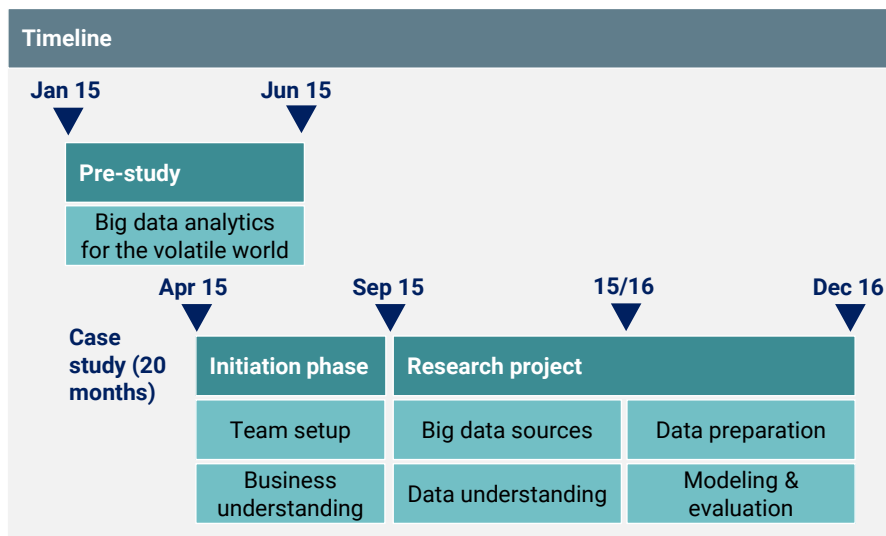 Timeline
Jan 15
Jun 15
Pre-study
Big data analytics
for the volatile world
Apr 15
Sep 15
15/16
Dec 16
Case
study (20
months)
Initiation phase
Research project
Team setup
Big data sources
Data preparation
Business
understanding
Data understanding
Modeling &
evaluation